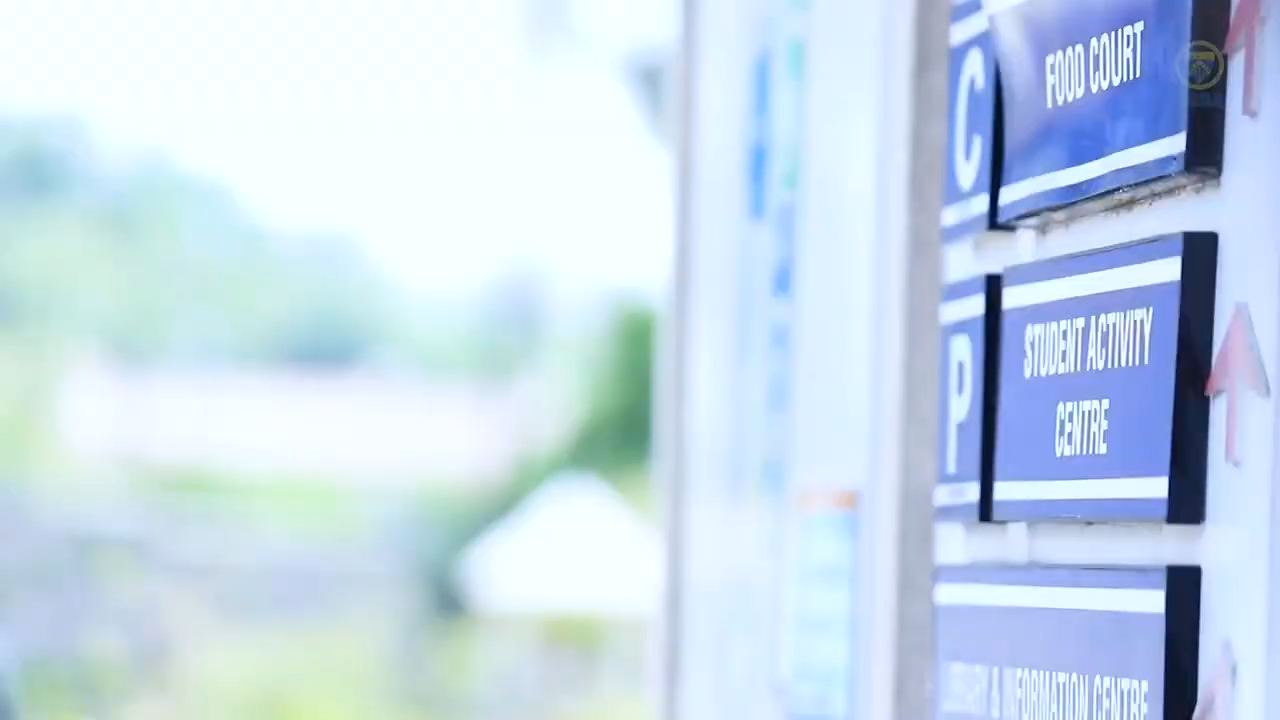 C
FOOD COURT
P
STUDENT ACTIVITY
CENTRE
& INFORMATION CENTRE